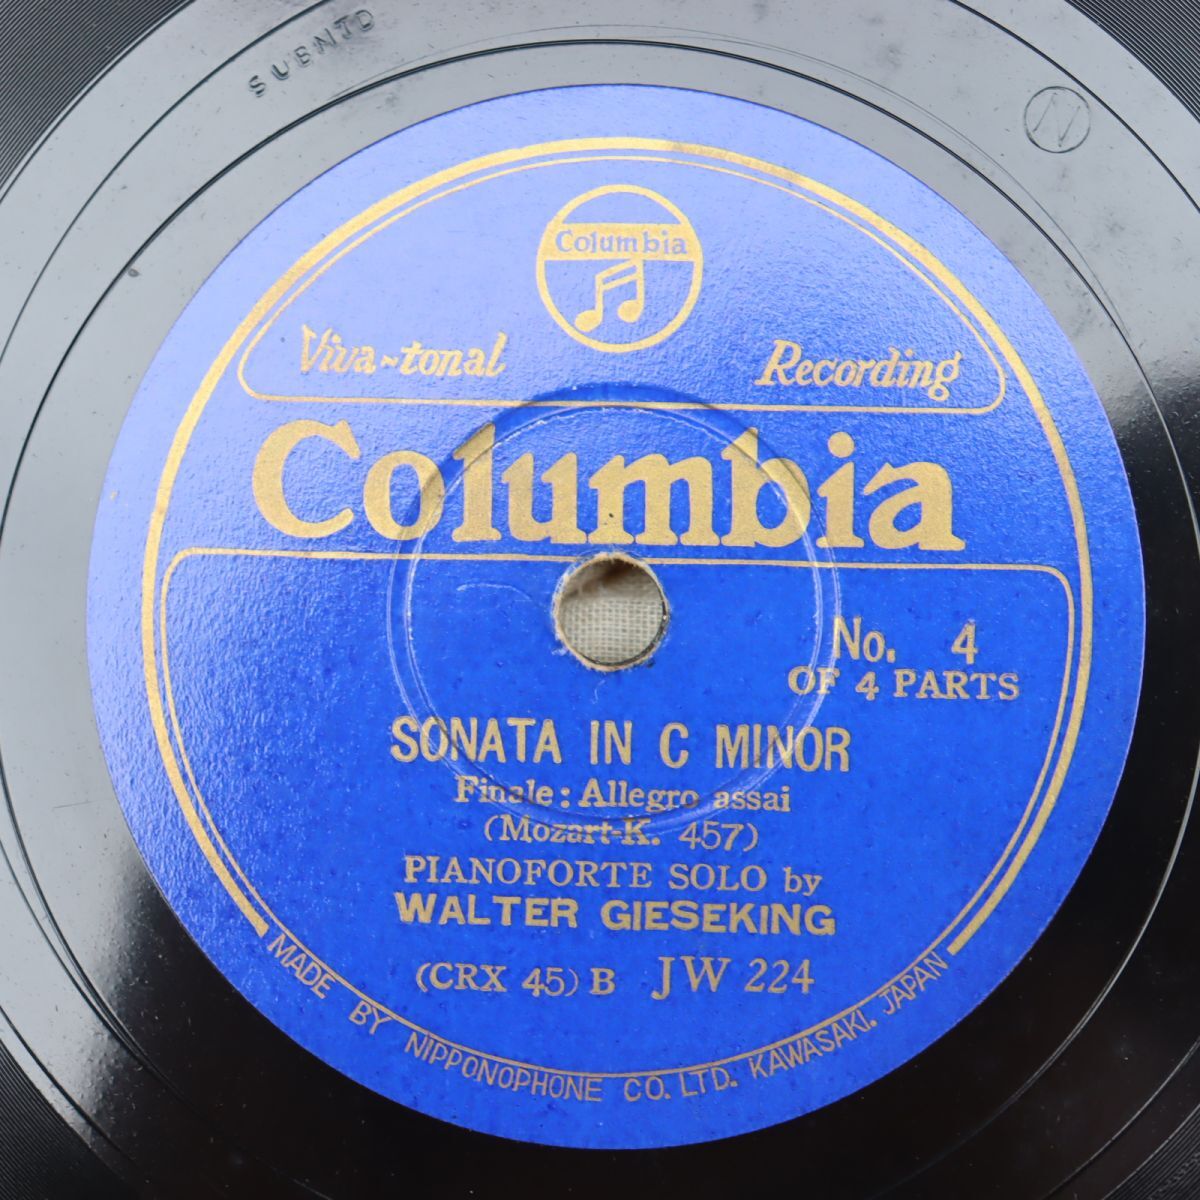 SUBNTD
N
Columbia
Viva-tonal Recording
Columbia
No. 4
OF 4 PARTS
SONATA IN C MINOR
Finale: Allegro assai
(Mozart-K. 457)
PIANOFORTE SOLO by
WALTER GIESEKING
(CRX 45) B JW 224
MADE BY NIPPONOPHONE CO. LTD. KAWASAKI. JAPAN